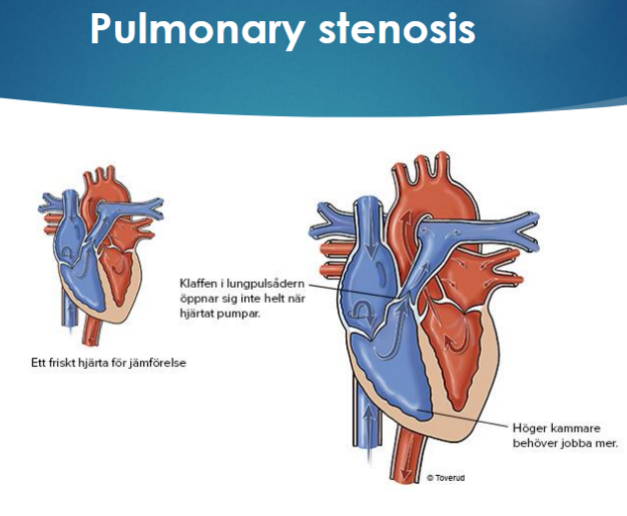 Pulmonary stenosis
Klaffen i lungpulsådern
öppnar sig inte helt när
hjärtat pumpar.
Ett friskt hjärta för jämförelse
Höger kammare
behöver jobba mer.
© Toverud